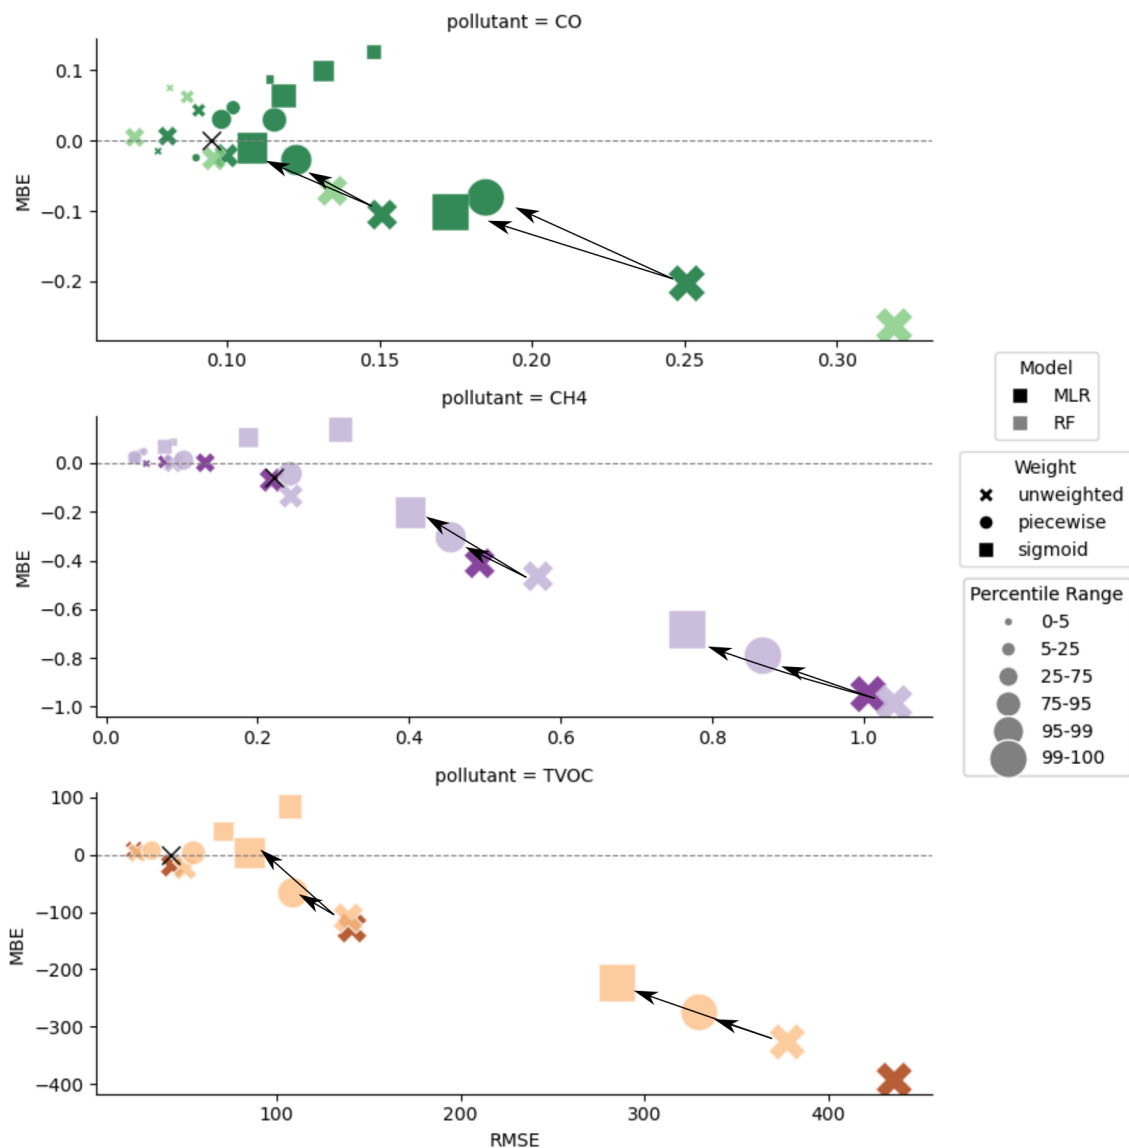 pollutant = CO
0.1
0.0
−0.1
−0.2
MBE
0.10 0.15 0.20 0.25 0.30
pollutant = CH4
0.0
−0.2
−0.4
−0.6
−0.8
−1.0
MBE
0.0 0.2 0.4 0.6 0.8 1.0
pollutant = TVOC
100
0
−100
−200
−300
−400
MBE
100 200 300 400
RMSE
Model
MLR
RF
Weight
unweighted
piecewise
sigmoid
Percentile Range
0-5
5-25
25-75
75-95
95-99
99-100